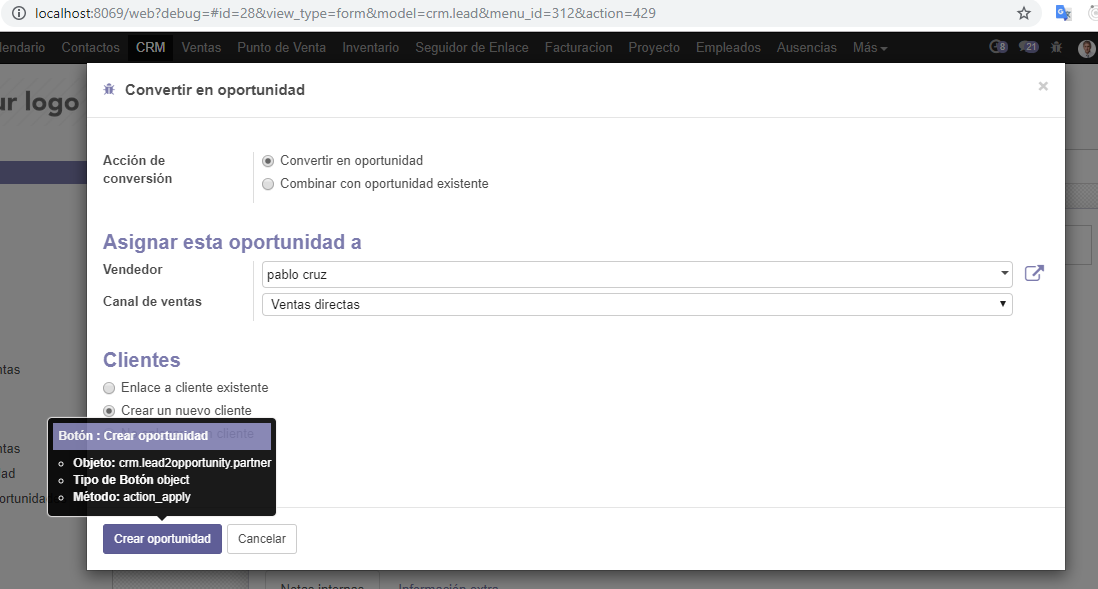 localhost:8069/web?debug=#id=28&view_type=form&model=crm.lead&menu_id=312&action=429
lendario Contactos CRM Ventas Punto de Venta Inventario Seguidor de Enlace Facturacion Proyecto Empleados Ausencias Más 8 21
ur logo
Convertir en oportunidad ×
Acción de conversión
Convertir en oportunidad
Combinar con oportunidad existente
Asignar esta oportunidad a
Vendedor pablo cruz
Canal de ventas Ventas directas
Clientes
ntas
Enlace a cliente existente
Crear un nuevo cliente
cliente
Botón : Crear oportunidad
ntas
Objeto: crm.lead2opportunity.partner
dad
Tipo de Botón object
ortunida
Método: action_apply
Crear oportunidad Cancelar
Notas internas Información extra